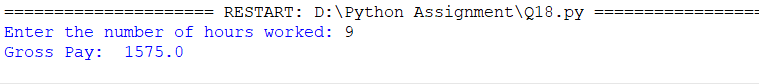 ===================== RESTART: D:\Python Assignment\Q18.py =================
Enter the number of hours worked: 9
Gross Pay:  1575.0